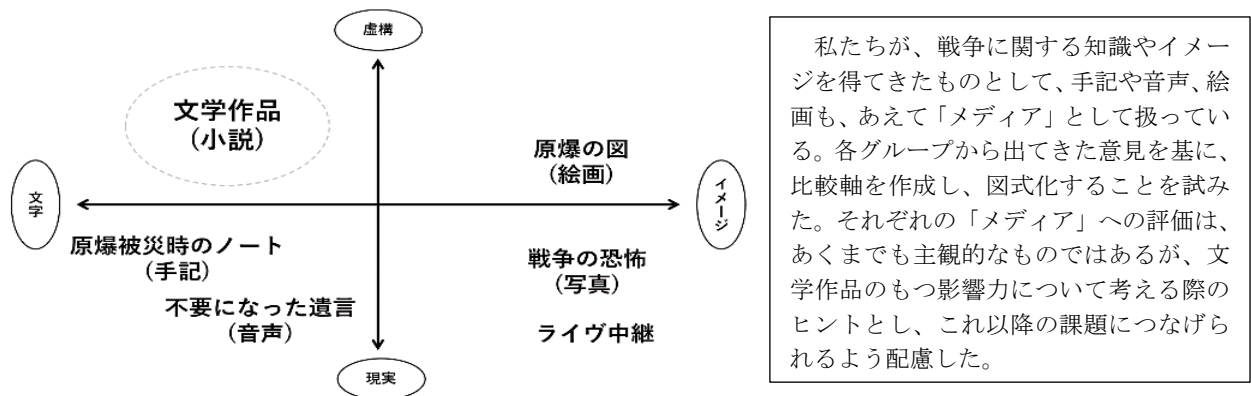 虚構
文学作品
(小説)
原爆の図
(絵画)
文字
イメージ
原爆被災時のノート
(手記)
戦争の恐怖
(写真)
不要になった遺言
(音声)
ライヴ中継
現実
私たちが、戦争に関する知識やイメー
ジを得てきたものとして、手記や音声、絵
画も、あえて「メディア」として扱ってい
る。各グループから出てきた意見を基に、
比較軸を作成し、図式化することを試み
た。それぞれの「メディア」への評価は、
あくまでも主観的なものではあるが、文
学作品のもつ影響力について考える際の
ヒントとし、これ以降の課題につなげら
れるよう配慮した。